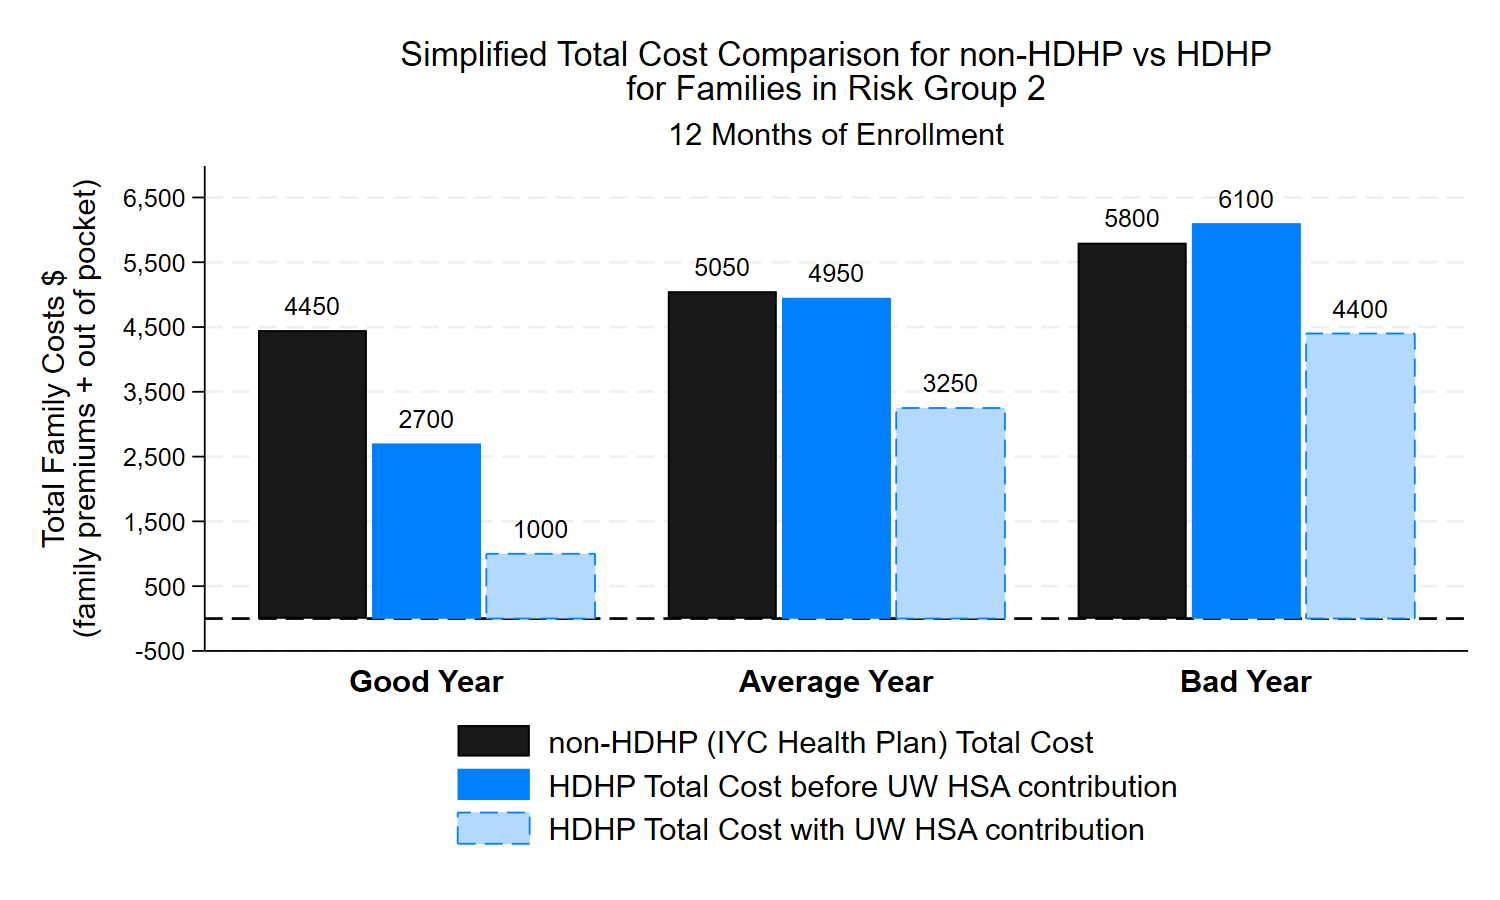 Simplified Total Cost Comparison for non-HDHP vs HDHP
for Families in Risk Group 2
12 Months of Enrollment
Total Family Costs $
(family premiums + out of pocket)
6,500
5,500
4,500
3,500
2,500
1,500
500
-500
4450
2700
1000
5050
4950
3250
5800
6100
4400
Good Year
Average Year
Bad Year
non-HDHP (IYC Health Plan) Total Cost
HDHP Total Cost before UW HSA contribution
HDHP Total Cost with UW HSA contribution